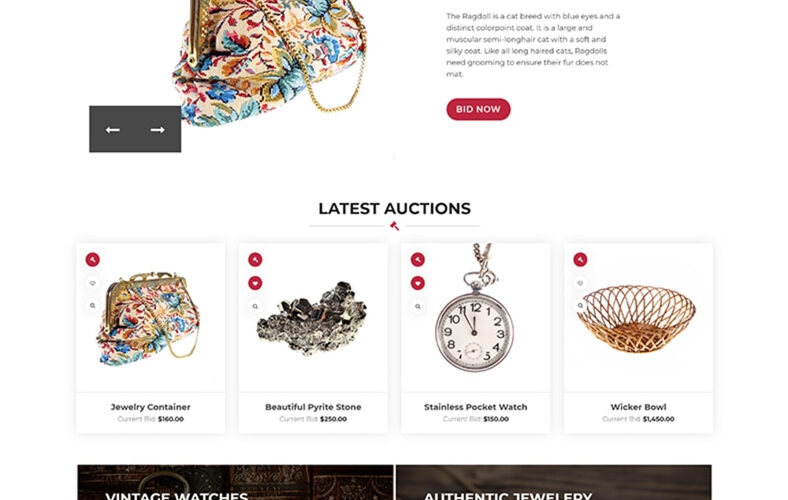 The Ragdoll is a cat breed with blue eyes and a
distinct colorpoint coat. It is a large and
muscular semi-longhair cat with a soft and
silky coat. Like all long haired cats, Ragdolls
need grooming to ensure their fur does not
mat.
BID NOW
LATEST AUCTIONS
Jewelry Container
Current Bid: $160.00
Beautiful Pyrite Stone
Current Bid: $250.00
Stainless Pocket Watch
Current Bid: $150.00
Wicker Bowl
Current Bid: $1,450.00
VINTAGE WATCHES
AUTHENTIC JEWELERY